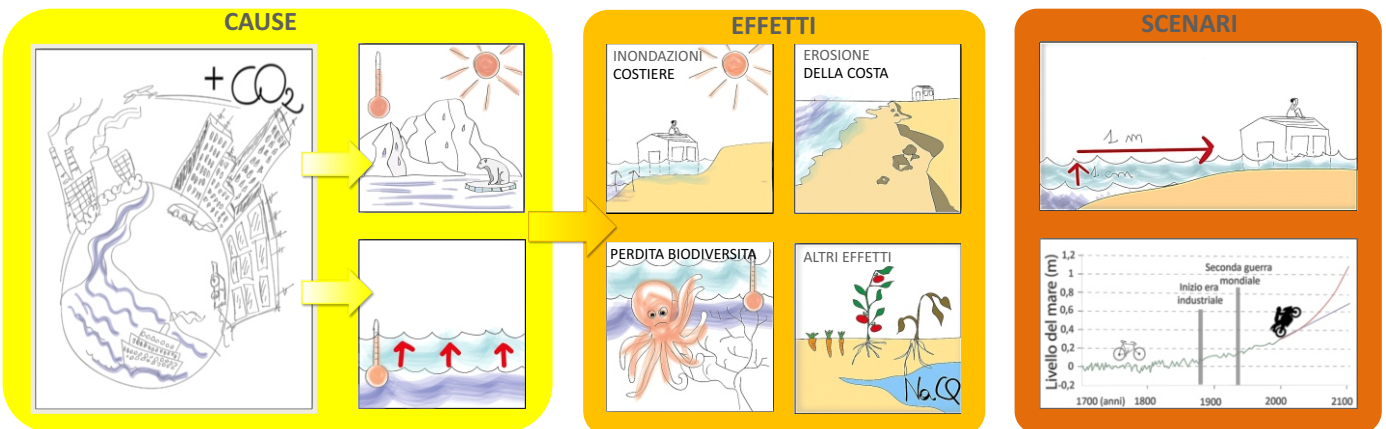 CAUSE
+ CO2
EFFETTI
INONDAZIONI
COSTIERE
EROSIONE
DELLA COSTA
PERDITA BIODIVERSITA
ALTRI EFFETTI
Na.Cl
SCENARI
1 m
1 cm
Livello del mare (m)
1,2
1
0,8
0,6
0,4
0,2
0
-0,2
Seconda guerra
mondiale
Inizio era
industriale
1700 (anni) 1800 1900 2000 2100